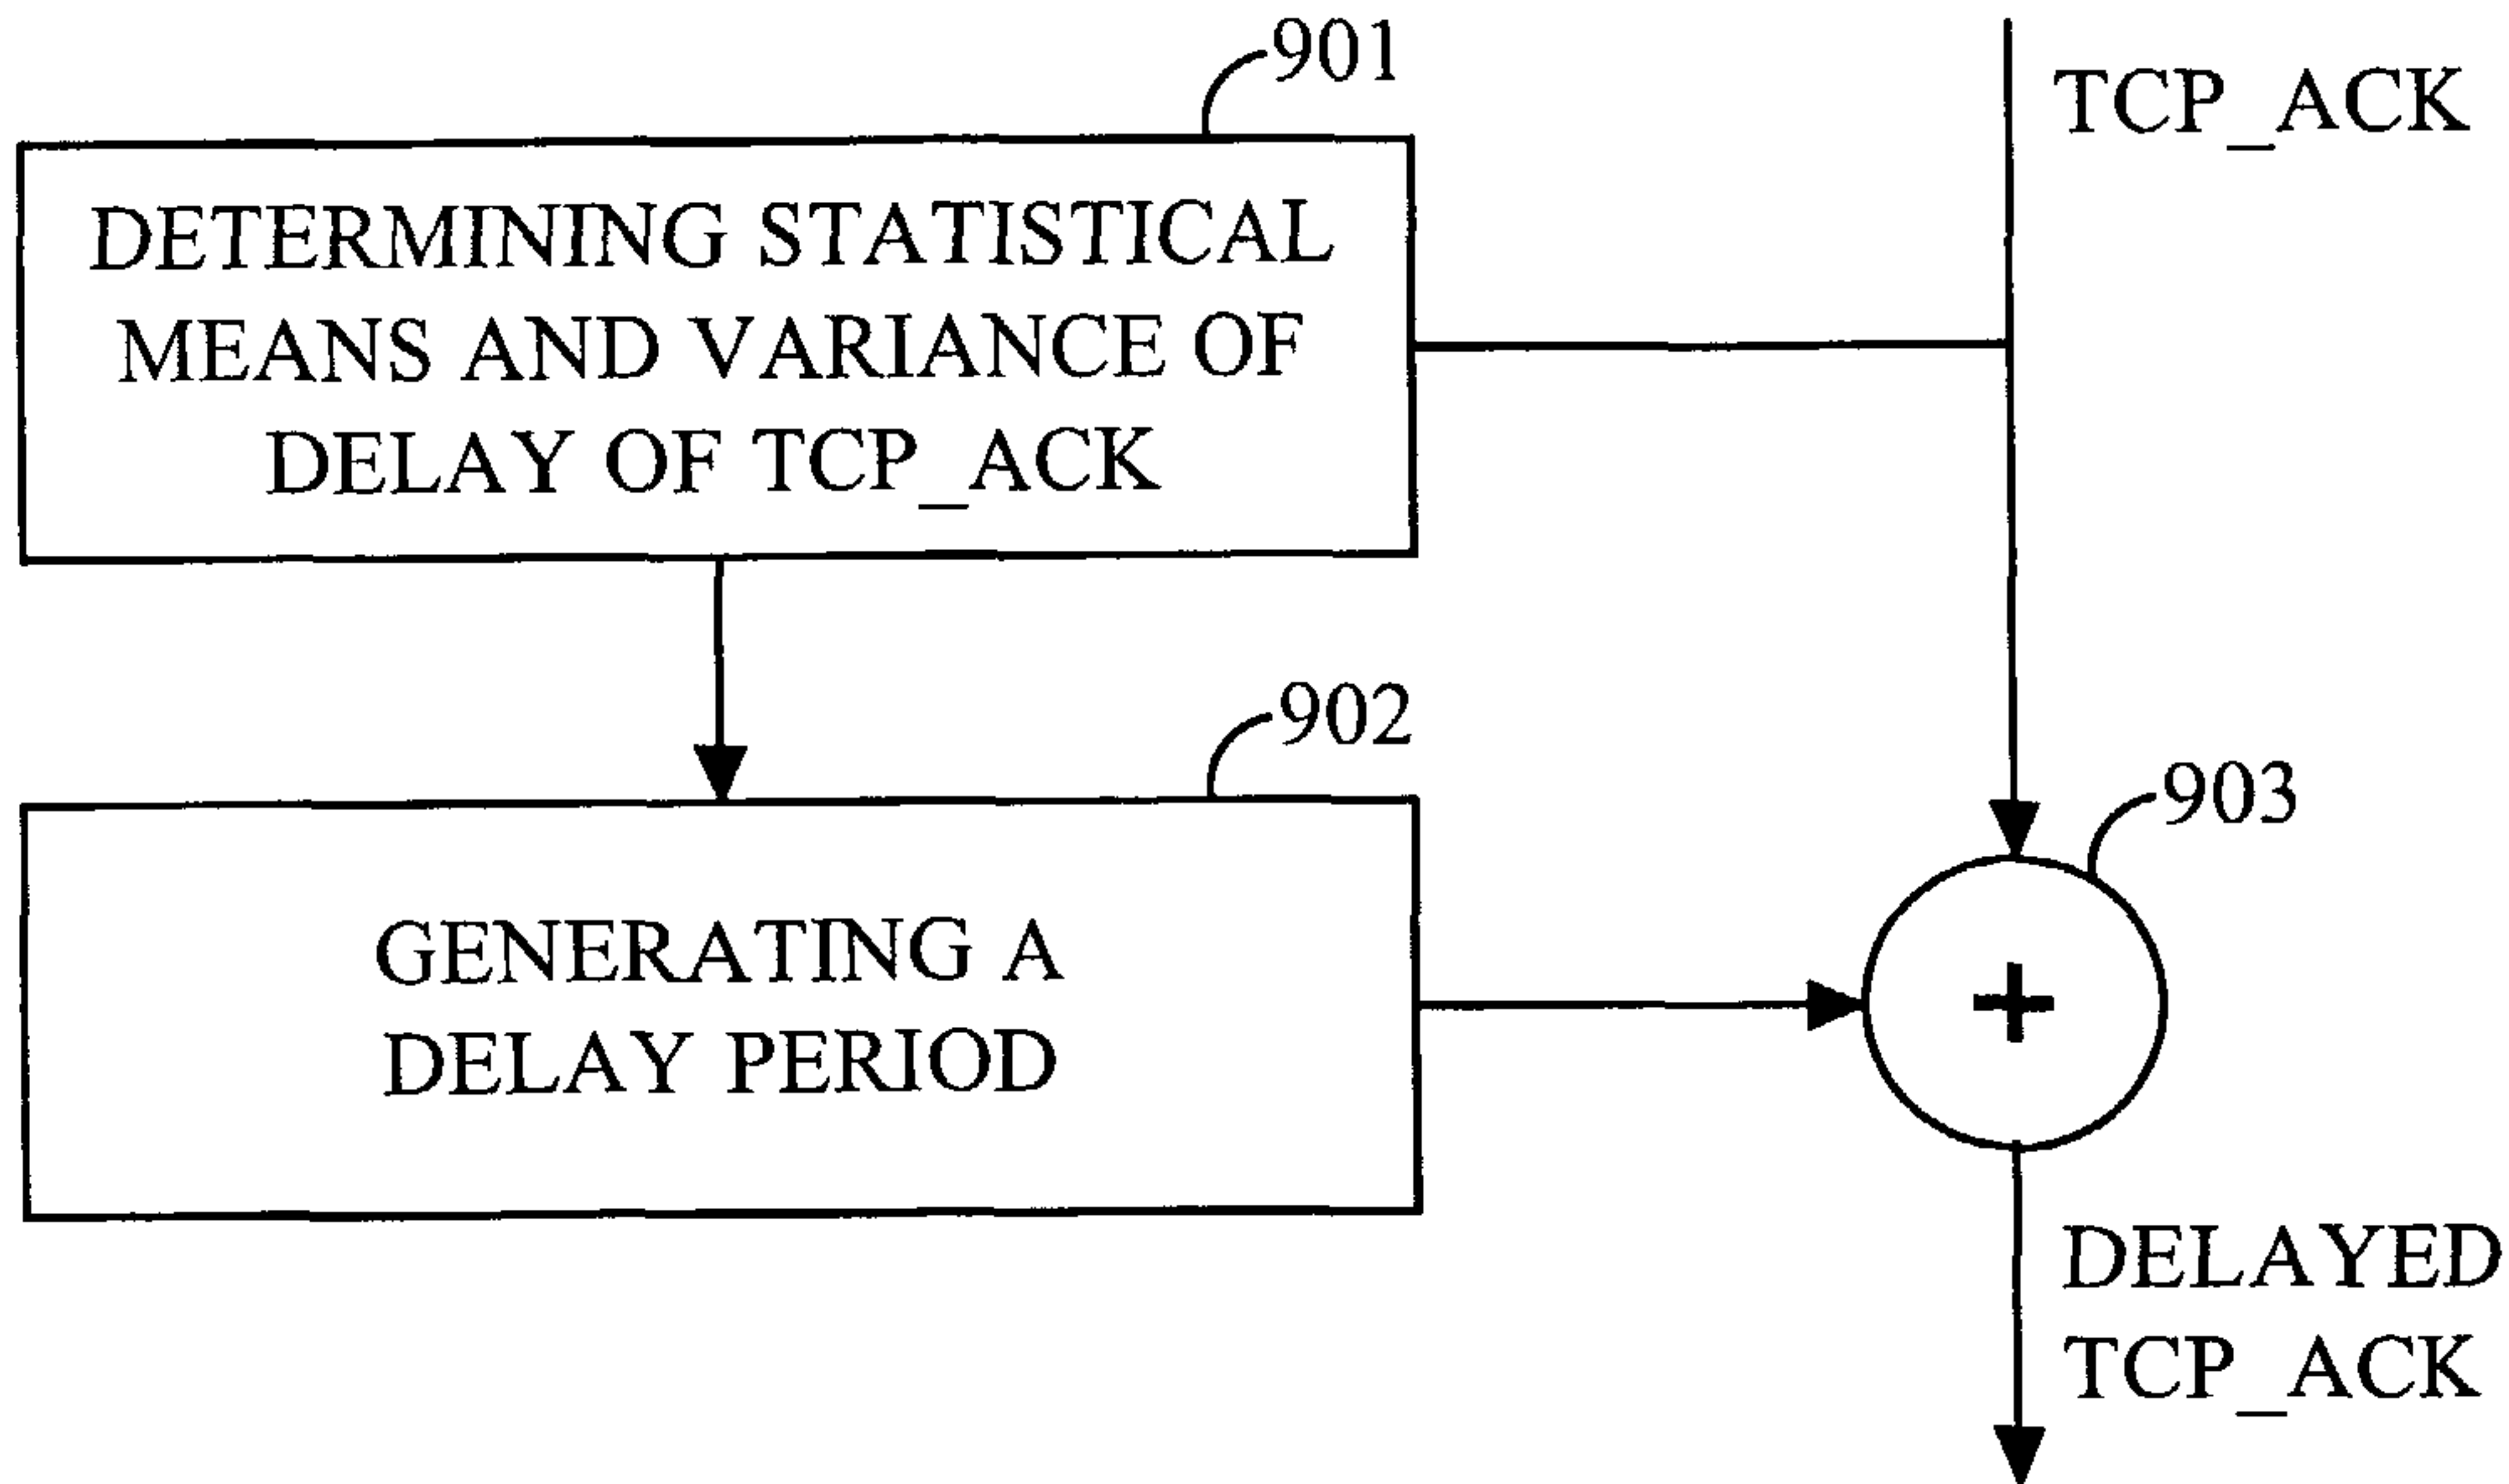 901
TCP_ACK
DETERMINING STATISTICAL
MEANS AND VARIANCE OF
DELAY OF TCP_ACK
902
903
GENERATING A
DELAY PERIOD
+
DELAYED
TCP_ACK